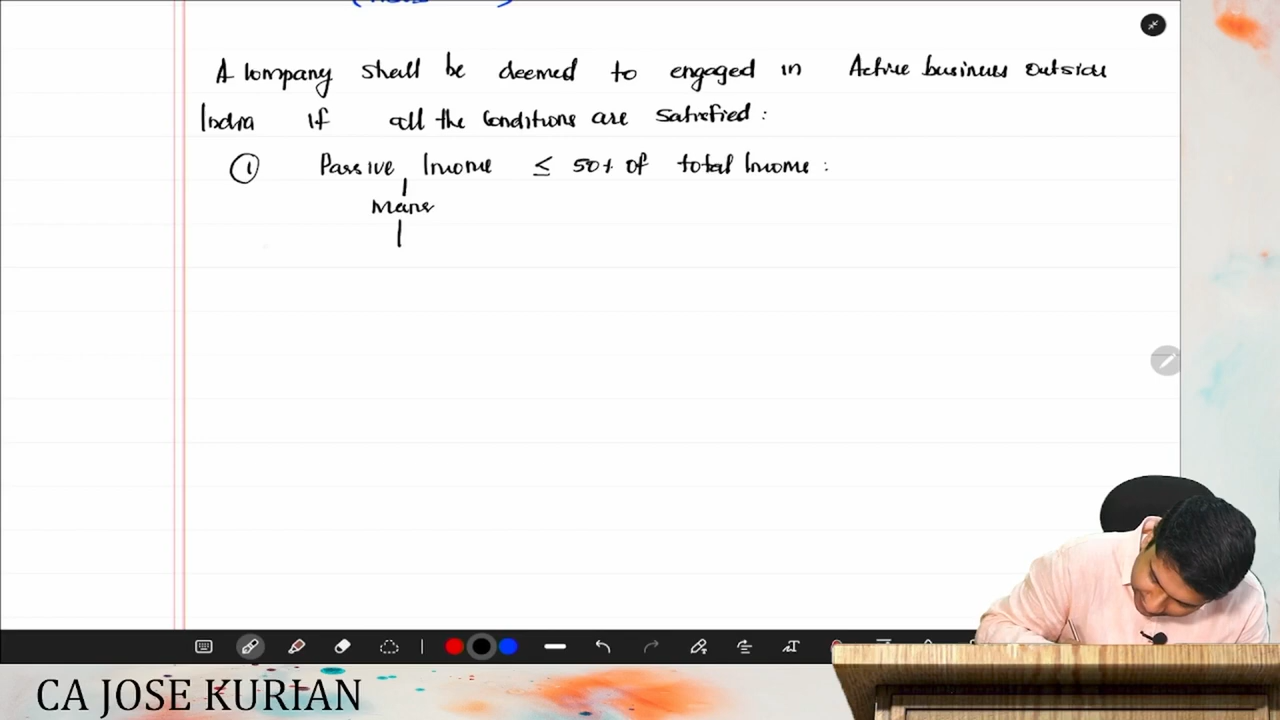 A Company shall be deemed to engaged in Active business outside
India if all the Conditions are satisfied :
① Passive Income ≤ 50% of total Income :
Means
CA JOSE KURIAN